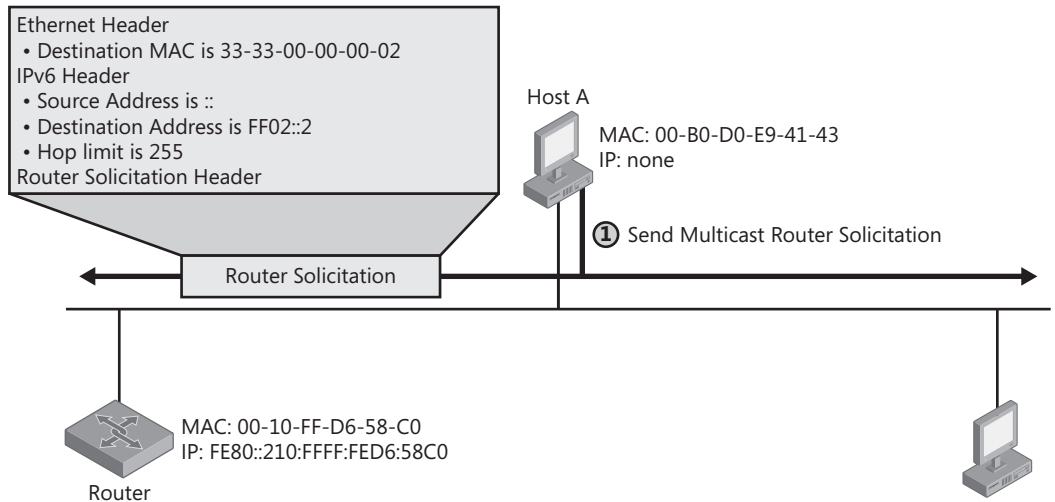 Ethernet Header
• Destination MAC is 33-33-00-00-00-02
IPv6 Header
• Source Address is ::
• Destination Address is FF02::2
• Hop limit is 255
Router Solicitation Header
Host A
MAC: 00-B0-D0-E9-41-43
IP: none
1 Send Multicast Router Solicitation
Router Solicitation
MAC: 00-10-FF-D6-58-C0
IP: FE80::210:FFFF:FED6:58C0
Router